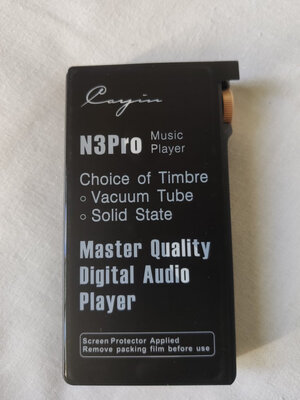 Cayin
N3Pro Music Player
Choice of Timbre
○ Vacuum Tube
○ Solid State
Master Quality
Digital Audio
Player
Screen Protector Applied
Remove packing film before use